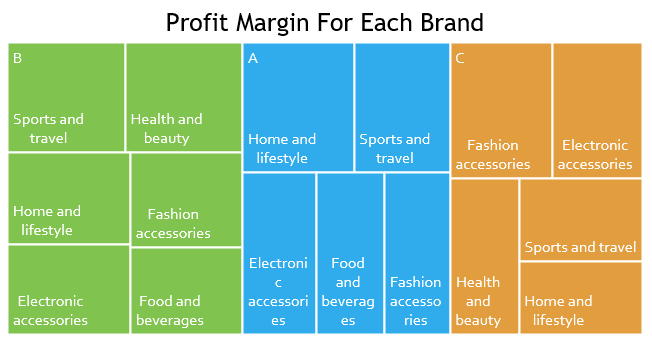 Profit Margin For Each Brand
B
Sports and
travel
Health and
beauty
Home and
lifestyle
Fashion
accessories
Electronic
accessories
Food and
beverages
A
Home and
lifestyle
Sports and
travel
Electroni
c
accessori
es
Food
and
beverag
es
Fashion
accesso
ries
C
Fashion
accessories
Electronic
accessories
Health
and
beauty
Sports and travel
Home and
lifestyle